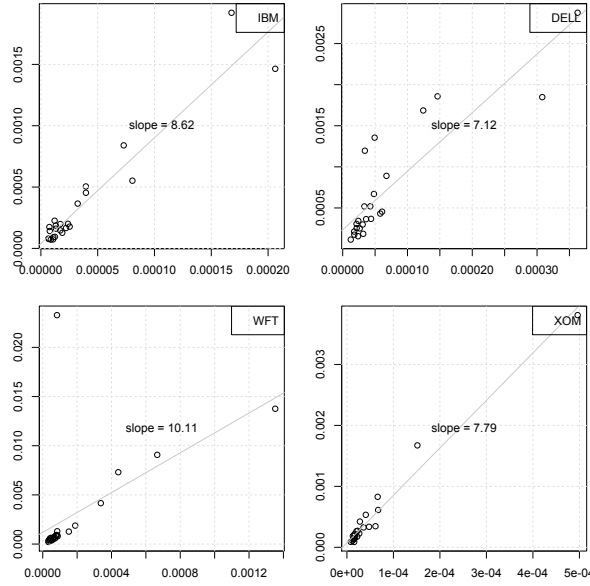 IBM
slope = 8.62
0.0000
0.0005
0.0010
0.0015
0.00000
0.00005
0.00010
0.00015
0.00020
DELL
slope = 7.12
0.0005
0.0015
0.0025
0.00000
0.00010
0.00020
0.00030
WFT
slope = 10.11
0.000
0.005
0.010
0.015
0.020
0.0000
0.0004
0.0008
0.0012
XOM
slope = 7.79
0.000
0.001
0.002
0.003
0e+00
1e-04
2e-04
3e-04
4e-04
5e-04